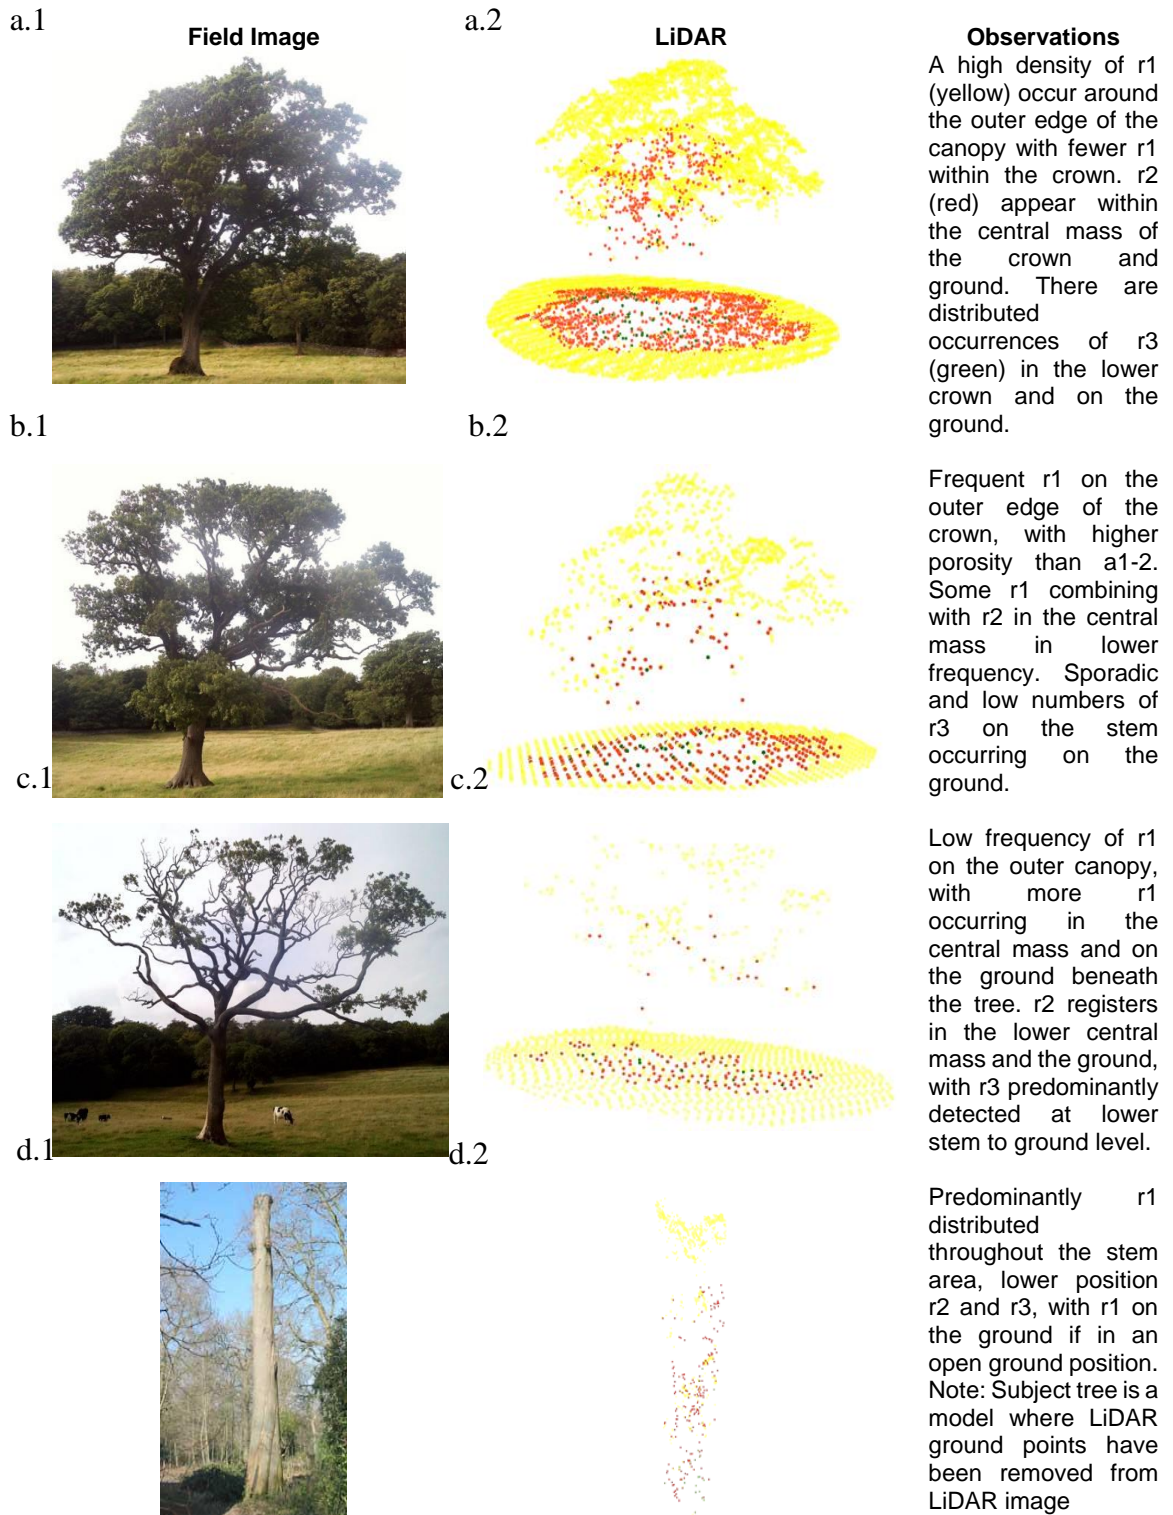 a.1
a.2
Field Image
LiDAR
Observations
A high density of r1
(yellow) occur around
the outer edge of the
canopy with fewer r1
within the crown. r2
(red) appear within
the central mass of
the crown and
ground. There are
distributed
occurrences of r3
(green) in the lower
crown and on the
ground.
b.1
b.2
Frequent r1 on the
outer edge of the
crown, with higher
porosity than a1-2.
Some r1 combining
with r2 in the central
mass in lower
frequency. Sporadic
and low numbers of
r3 on the stem
occurring on the
ground.
c.1
c.2
Low frequency of r1
on the outer canopy,
with more r1
occurring in the
central mass and on
the ground beneath
the tree. r2 registers
in the lower central
mass and the ground,
with r3 predominantly
detected at lower
stem to ground level.
d.1
d.2
Predominantly r1
distributed
throughout the stem
area, lower position
r2 and r3, with r1 on
the ground if in an
open ground position.
Note: Subject tree is a
model where LiDAR
ground points have
been removed from
LiDAR image